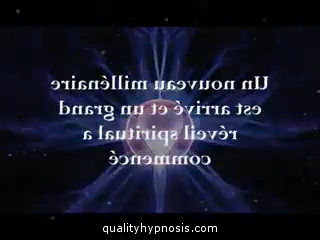 Un nouveau millénaire
est arrivé et un grand
réveil spiritual a
commencé
qualityhypnosis.com